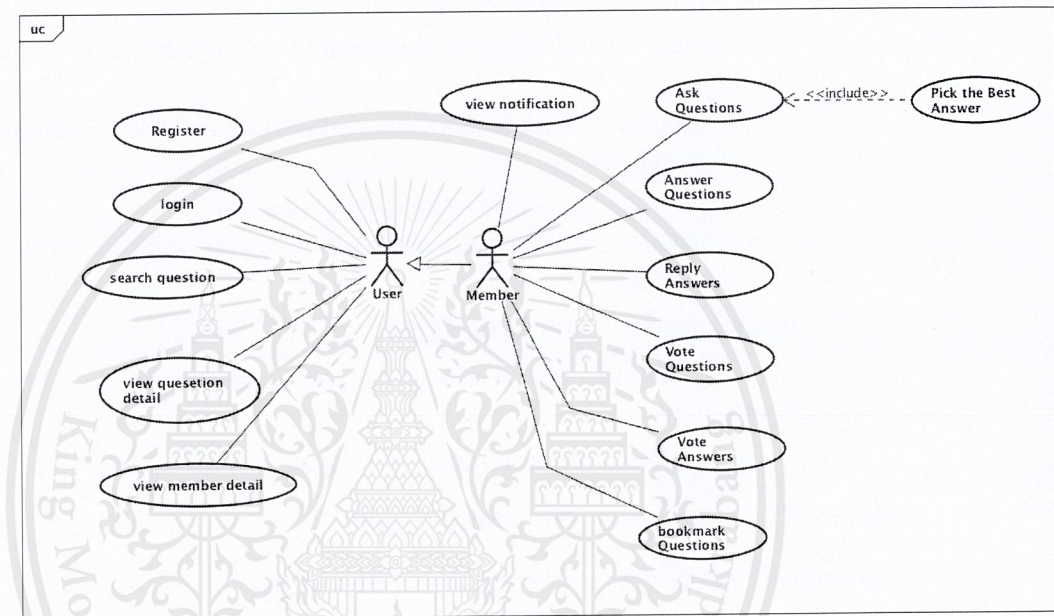 uc
view notification
Ask
Questions
<<include>>
Pick the Best
Answer
Register
Answer
Questions
login
search question
User
Member
Reply
Answers
view quesetion
detail
Vote
Questions
view member detail
Vote
Answers
bookmark
Questions
King Mo
dkabang